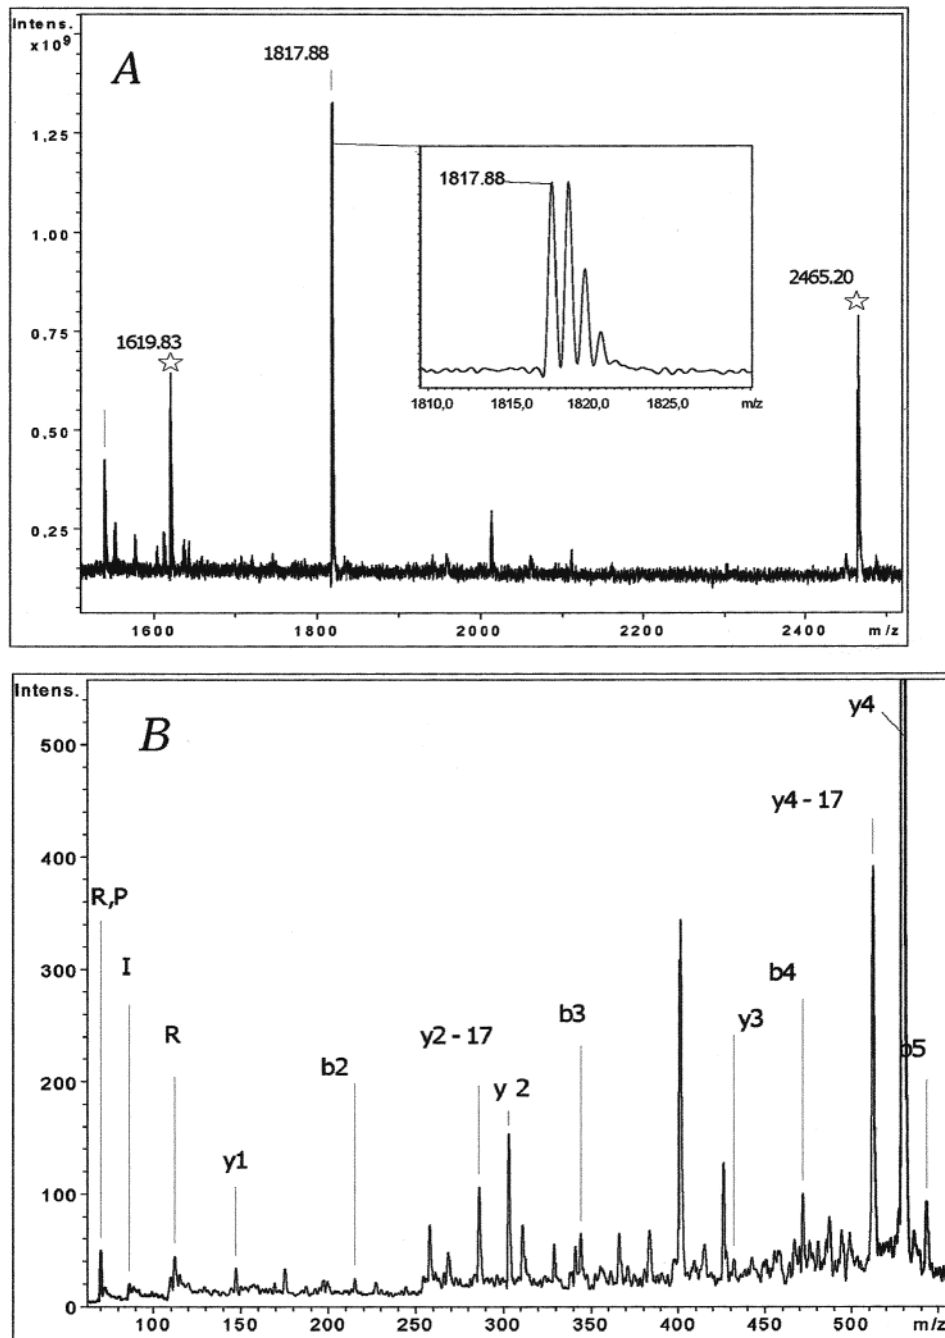 Intens.
x10⁹
A
1817.88
1,25
1817.88
1.00
2465.20
0.75
1619.83
1810,0 1815,0 1820,0 1825,0 m/z
0,50
0,25
1600 1800 2000 2200 2400 m/z
Intens.
B
y4
500
y4 - 17
400
R,P
I
b4
300
R
b3
y3
y2 - 17
b2
b5
y 2
200
y1
100
0
100 150 200 250 300 350 400 450 500 m/z